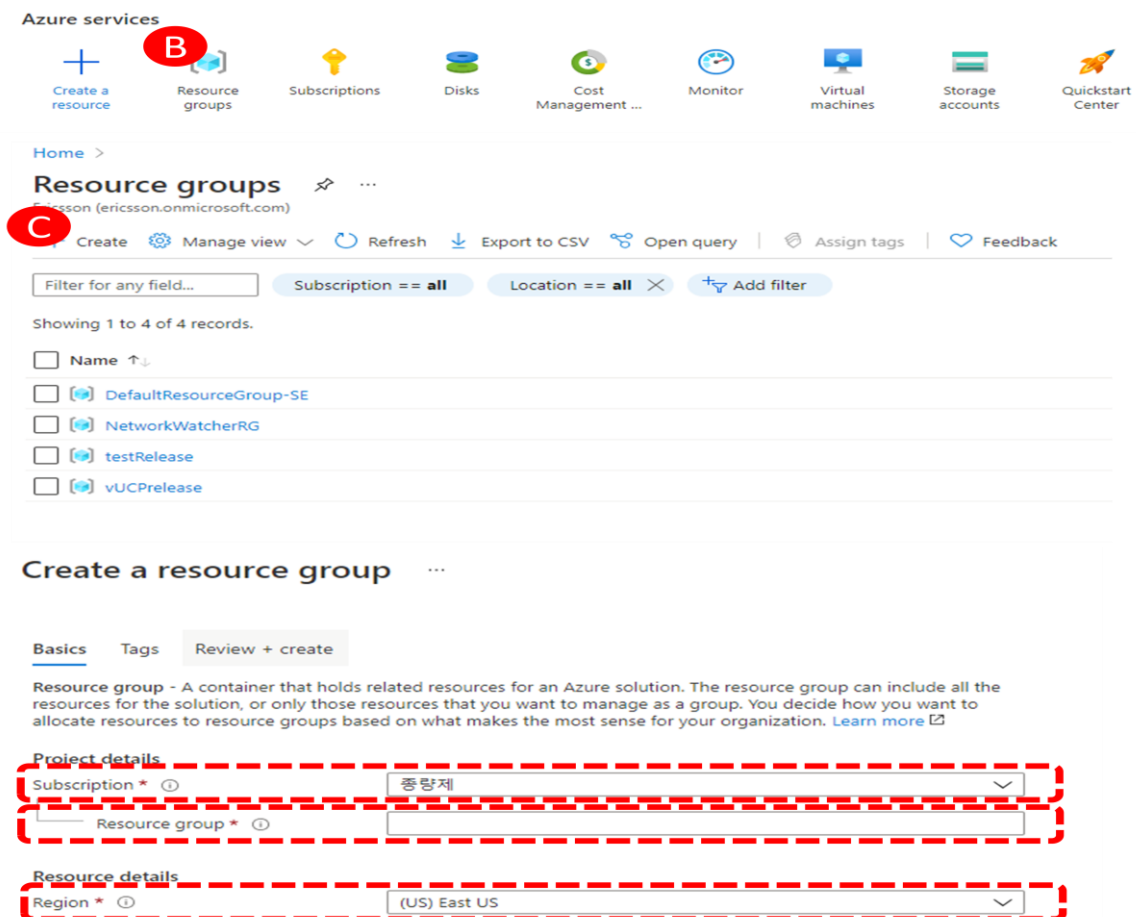 Azure services
B
Create a resource
Resource groups
Subscriptions
Disks
Cost Management ...
Monitor
Virtual machines
Storage accounts
Quickstart Center
Home >
Resource groups ...
Ericsson (ericsson.onmicrosoft.com)
C
Create Manage view Refresh Export to CSV Open query Assign tags Feedback
Filter for any field... Subscription == all Location == all Add filter
Showing 1 to 4 of 4 records.
Name
DefaultResourceGroup-SE
NetworkWatcherRG
testRelease
vUCPrelease
Create a resource group ...
Basics Tags Review + create
Resource group - A container that holds related resources for an Azure solution. The resource group can include all the
resources for the solution, or only those resources that you want to manage as a group. You decide how you want to
allocate resources to resource groups based on what makes the most sense for your organization. Learn more
Project details
Subscription * 종량제
Resource group *
Resource details
Region * (US) East US